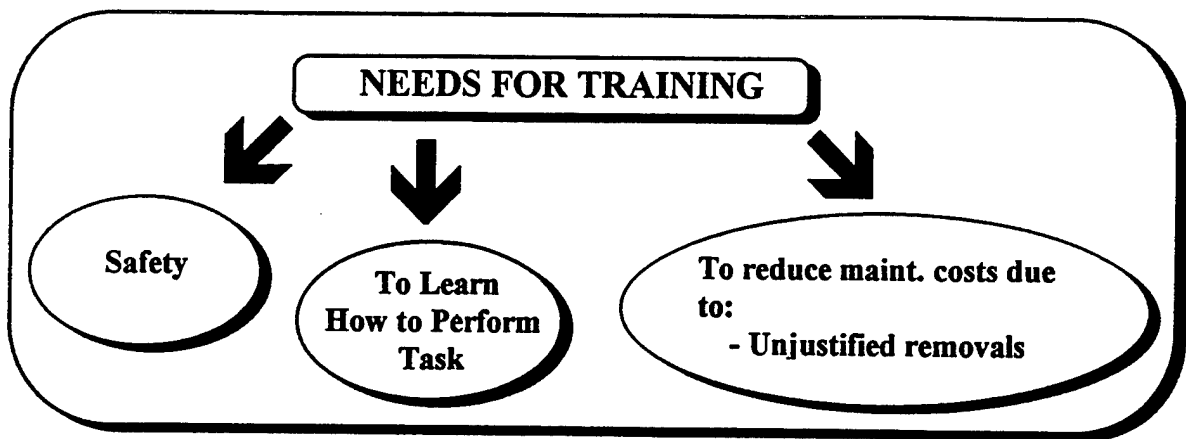 NEEDS FOR TRAINING
Safety
To Learn
How to Perform
Task
To reduce maint. costs due
to:
- Unjustified removals